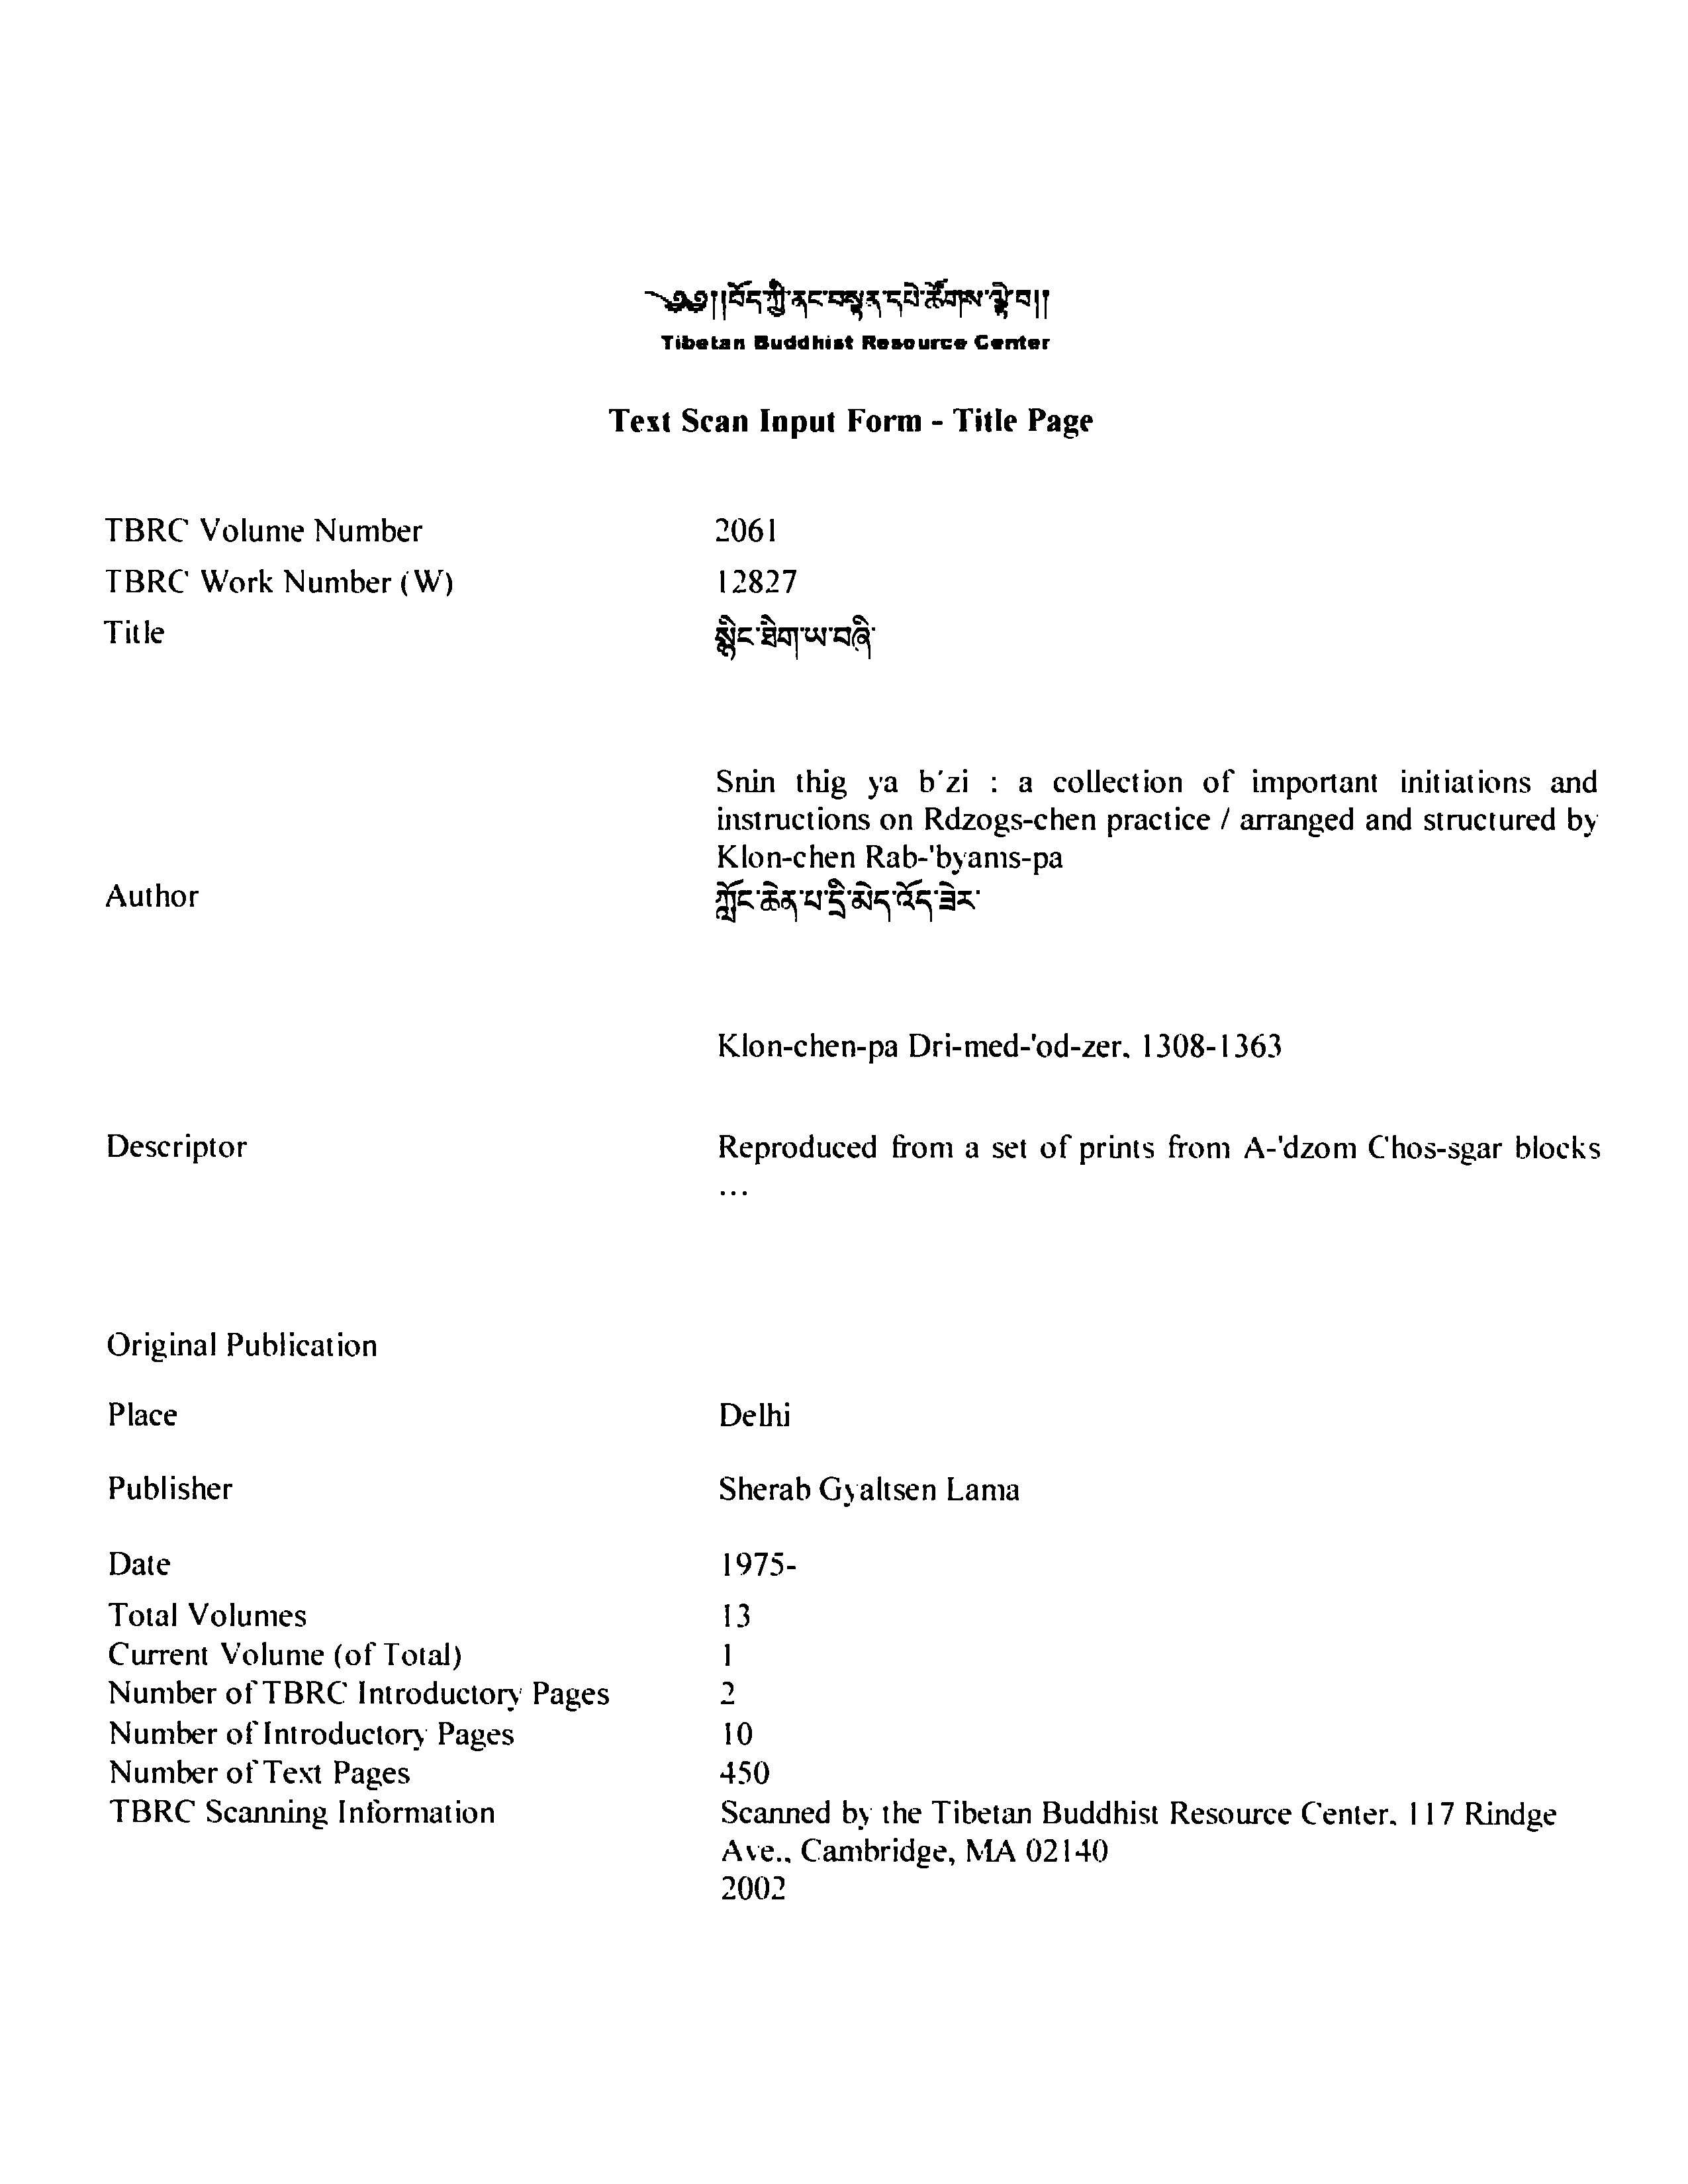 ༄༅།།བོད་ཀྱི་ནང་བསྟན་དཔེ་ཚོགས་ལྟེ་བ།།
Tibetan Buddhist Resource Center
Text Scan Input Form - Title Page
TBRC Volume Number 2061
TBRC Work Number (W) 12827
Title སྙིང་ཐིག་ཡ་བཞི་
Snin thig ya b'zi : a collection of important initiations and
instructions on Rdzogs-chen practice / arranged and structured by
Klon-chen Rab-'byams-pa
Author ཀློང་ཆེན་པ་དྲི་མེད་འོད་ཟེར་
Klon-chen-pa Dri-med-'od-zer, 1308-1363
Descriptor Reproduced from a set of prints from A-'dzom Chos-sgar blocks
...
Original Publication
Place Delhi
Publisher Sherab Gyaltsen Lama
Date 1975-
Total Volumes 13
Current Volume (of Total) 1
Number of TBRC Introductory Pages 2
Number of Introductory Pages 10
Number of Text Pages 450
TBRC Scanning Information Scanned by the Tibetan Buddhist Resource Center, 117 Rindge
Ave., Cambridge, MA 02140
2002